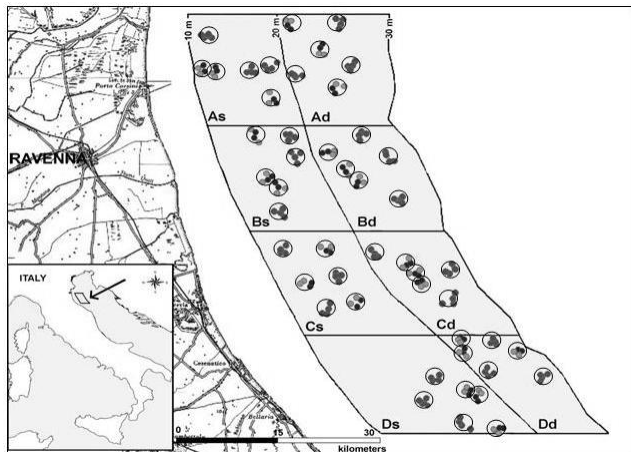 10 m
20 m
30 m
Porto Corsini
As
Ad
RAVENNA
Bs
Bd
ITALY
Cs
Cd
Cesenatico
Bellaria
Ds
Dd
0
15
30
kilometers